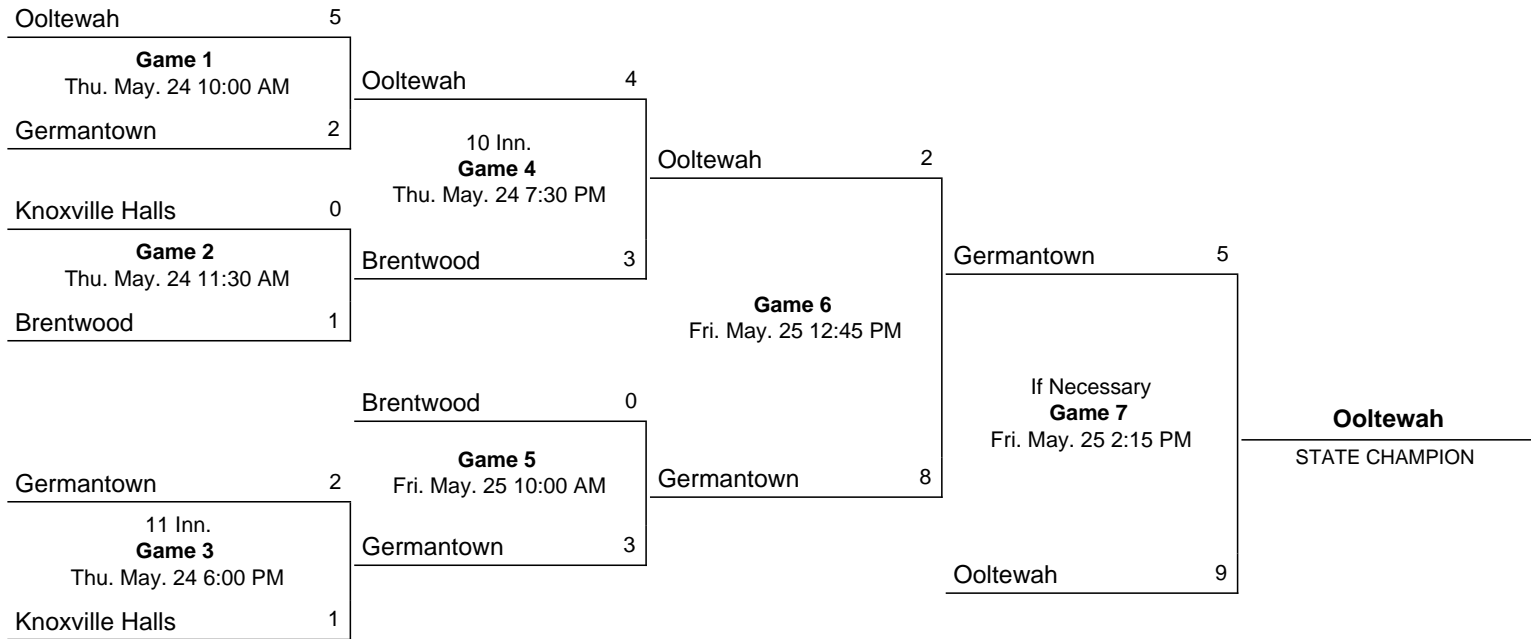 Ooltewah 5
Game 1
Thu. May. 24 10:00 AM
Germantown 2
Knoxville Halls 0
Game 2
Thu. May. 24 11:30 AM
Brentwood 1
Germantown 2
11 Inn.
Game 3
Thu. May. 24 6:00 PM
Knoxville Halls 1
Ooltewah 4
10 Inn.
Game 4
Thu. May. 24 7:30 PM
Brentwood 3
Brentwood 0
Game 5
Fri. May. 25 10:00 AM
Germantown 3
Ooltewah 2
Game 6
Fri. May. 25 12:45 PM
Germantown 8
Germantown 5
If Necessary
Game 7
Fri. May. 25 2:15 PM
Ooltewah 9
Ooltewah
STATE CHAMPION